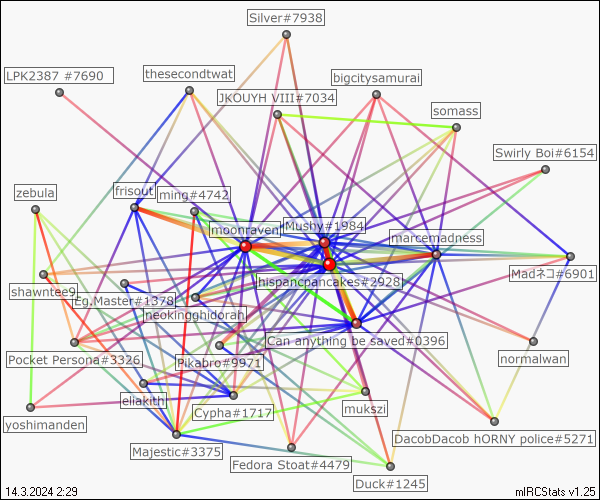 Silver#7938
LPK2387 #7690
thesecondtwat
bigcitysamurai
JKOUYH VIII#7034
somass
Swirly Boi#6154
zebula
frisout
ming#4742
moonraven
Mushy#1984
marcemadness
shawntee9
Eg.Master#1378
hispanicpancakes#2928
Madネコ#6901
neokingghidorah
Can anything be saved#0396
Pocket Persona#3326
Pikabro#9971
normalwan
eliakith
Cypha#1717
mukszi
yoshimanden
Majestic#3375
DacobDacob hORNY police#5271
Fedora Stoat#4479
Duck#1245
14.3.2024 2:29
mIRCStats v1.25